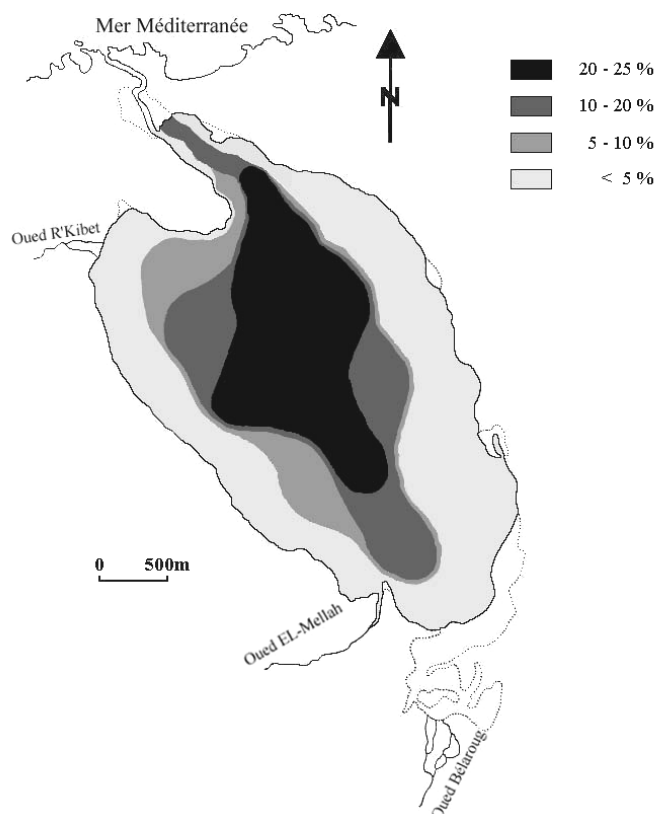 Mer Méditerranée
N
20 - 25 %
10 - 20 %
5 - 10 %
< 5 %
Oued R'Kibet
0 500m
Oued EL-Mellah
Oued Bélaroug